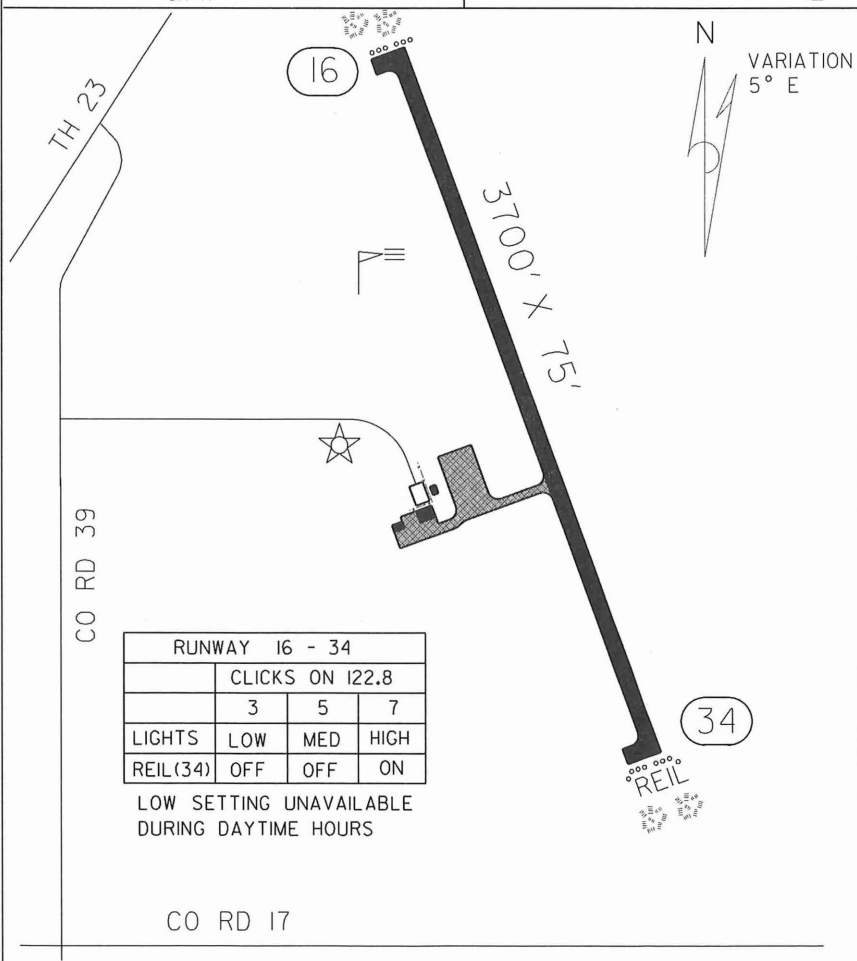 16
N
VARIATION
5° E
TH 23
3700' X 75'
CO RD 39
RUNWAY 16 - 34
CLICKS ON 122.8
3 5 7
LIGHTS LOW MED HIGH
REIL(34) OFF OFF ON
LOW SETTING UNAVAILABLE
DURING DAYTIME HOURS
34
REIL
CO RD 17